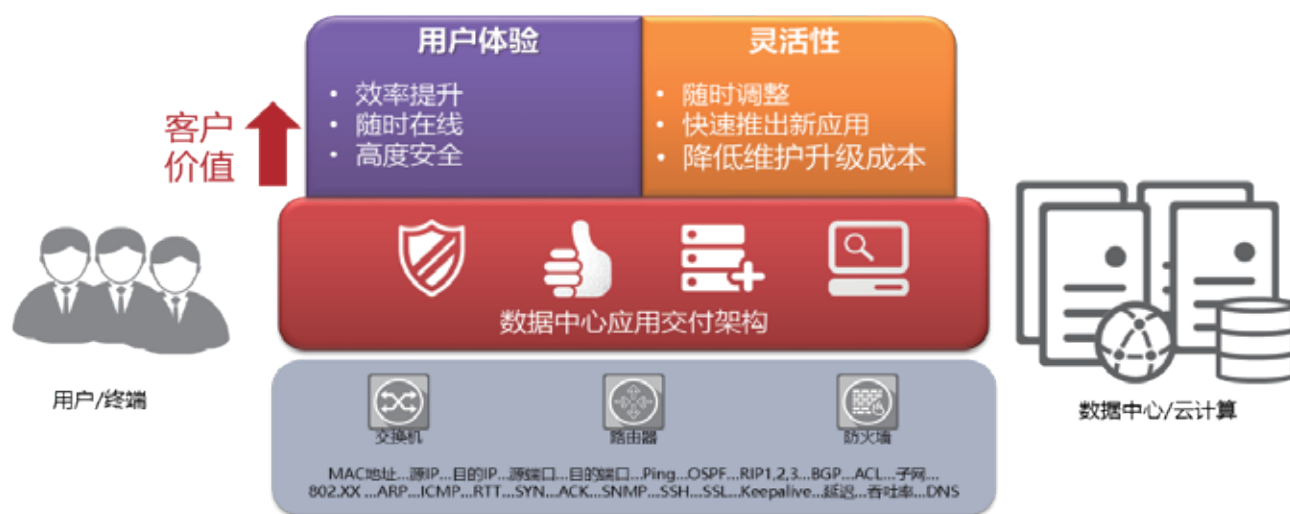 用户体验
• 效率提升
• 随时在线
• 高度安全
灵活性
• 随时调整
• 快速推出新应用
• 降低维护升级成本
客户
价值
数据中心应用交付架构
用户/终端
数据中心/云计算
交换机
路由器
防火墙
MAC地址...源IP...目的IP...源端口...目的端口...Ping...OSPF...RIP1,2,3...BGP...ACL...子网...
802.XX ...ARP...ICMP...RTT...SYN...ACK...SNMP...SSH...SSL...Keepalive...延迟...吞吐率...DNS